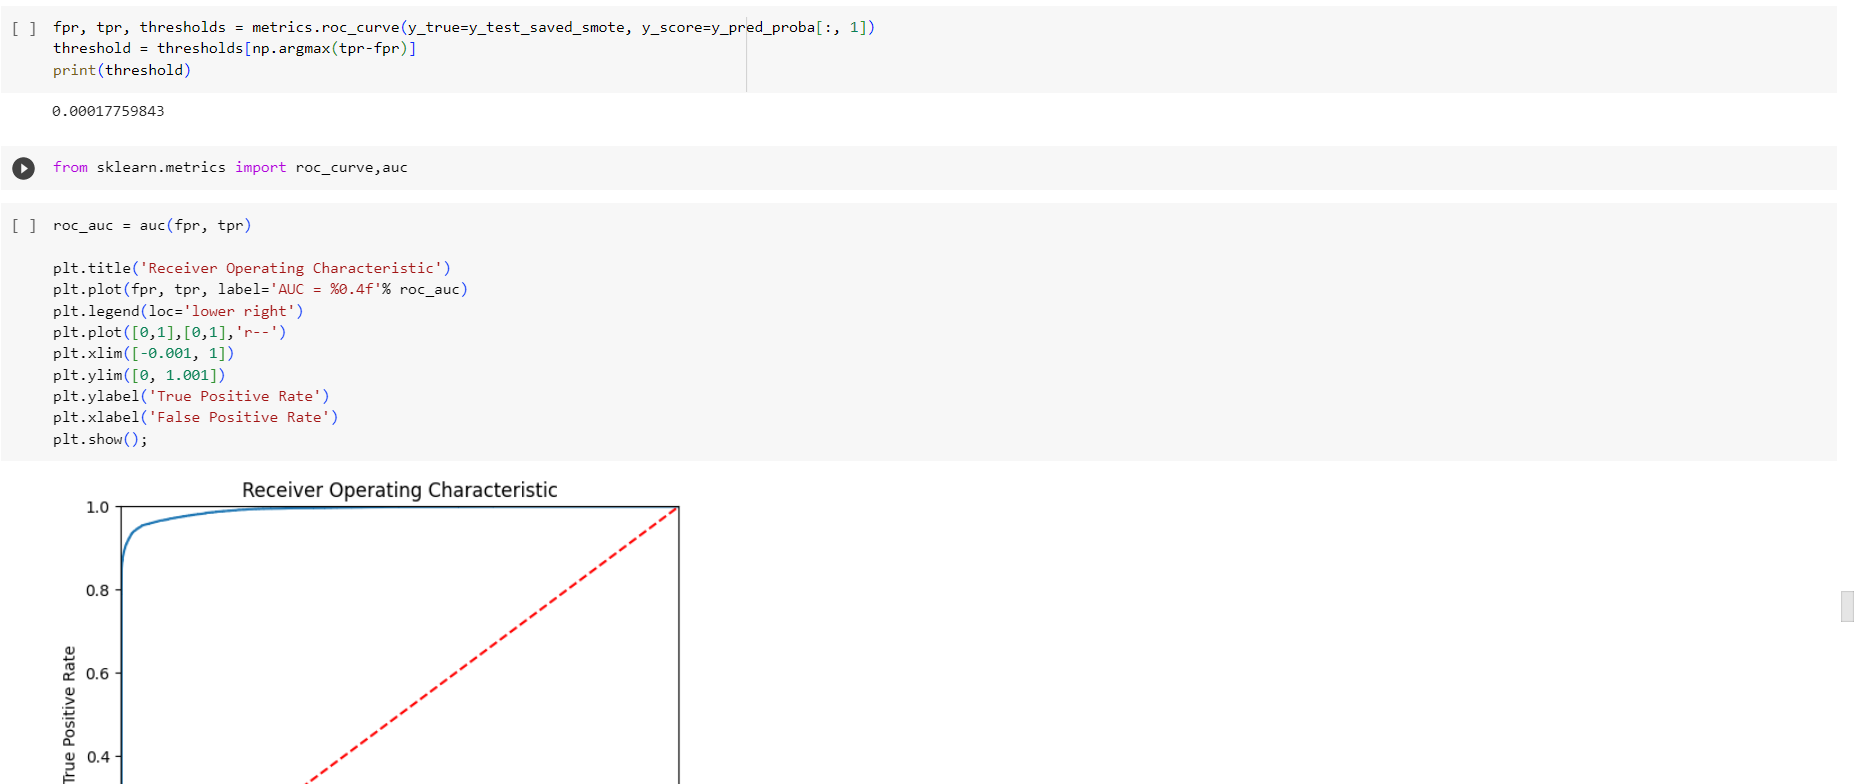 [ ] fpr, tpr, thresholds = metrics.roc_curve(y_true=y_test_saved_smote, y_score=y_pred_proba[:, 1])
threshold = thresholds[np.argmax(tpr-fpr)]
print(threshold)
0.00017759843
from sklearn.metrics import roc_curve,auc
[ ] roc_auc = auc(fpr, tpr)
plt.title('Receiver Operating Characteristic')
plt.plot(fpr, tpr, label='AUC = %0.4f'% roc_auc)
plt.legend(loc='lower right')
plt.plot([0,1],[0,1],'r--')
plt.xlim([-0.001, 1])
plt.ylim([0, 1.001])
plt.ylabel('True Positive Rate')
plt.xlabel('False Positive Rate')
plt.show();
Receiver Operating Characteristic
1.0
0.8
0.6
0.4
True Positive Rate